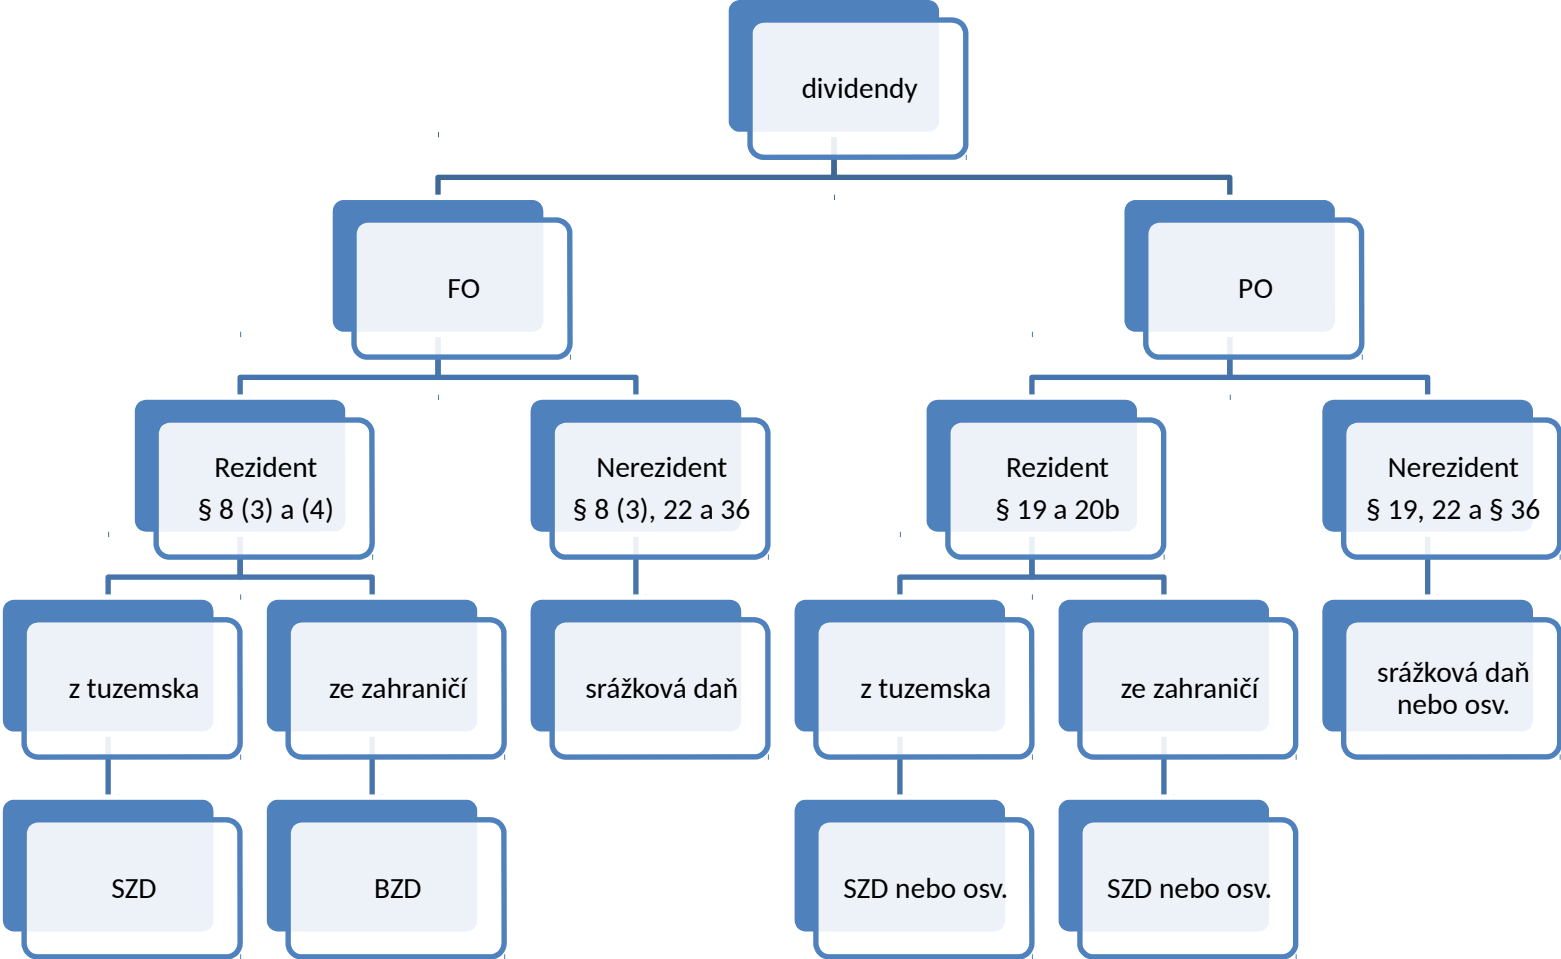 dividendy
FO
PO
Rezident
§ 8 (3) a (4)
Nerezident
§ 8 (3), 22 a 36
Rezident
§ 19 a 20b
Nerezident
§ 19, 22 a § 36
z tuzemska
ze zahraničí
srážková daň
z tuzemska
ze zahraničí
srážková daň
nebo osv.
SZD
BZD
SZD nebo osv.
SZD nebo osv.